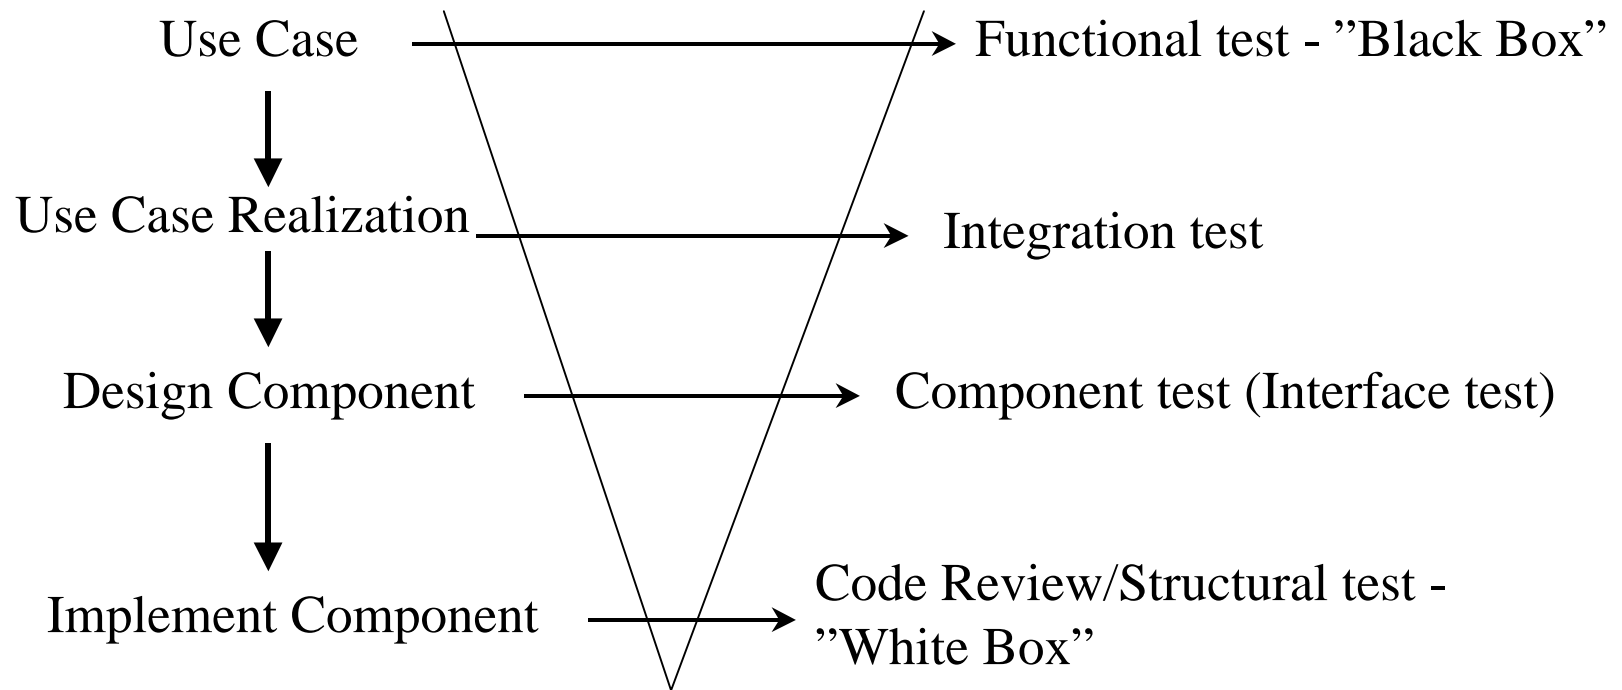 Use Case
Functional test - ”Black Box”
Use Case Realization
Integration test
Design Component
Component test (Interface test)
Implement Component
Code Review/Structural test -
”White Box”